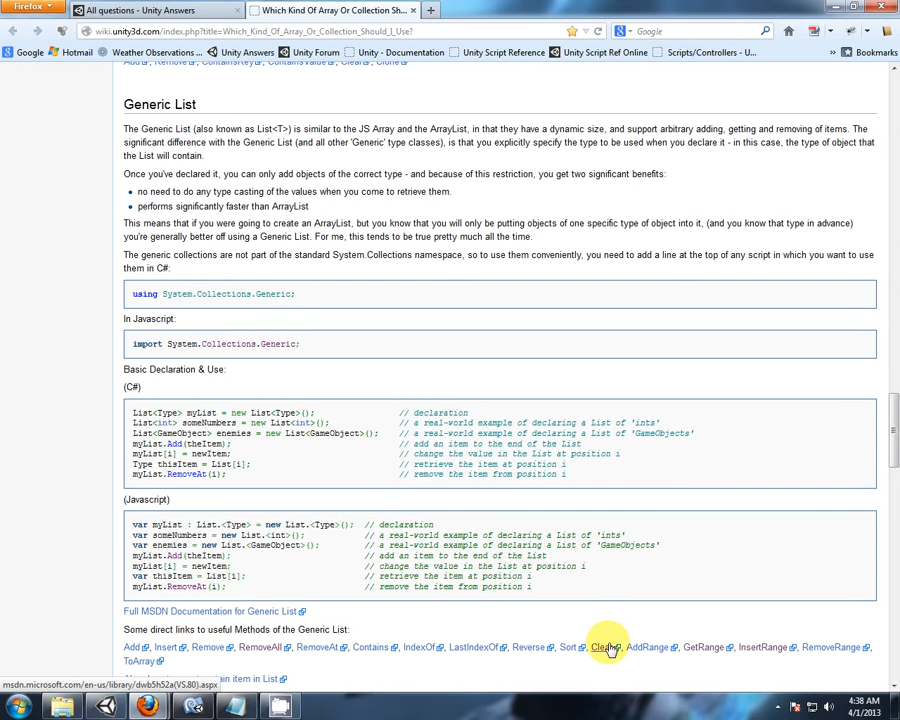 Firefox
All questions - Unity Answers
Which Kind Of Array Or Collection Sho...
wiki.unity3d.com/index.php?title=Which_Kind_Of_Array_Or_Collection_Should_I_Use?
Google
Google Hotmail Weather Observations ... Unity Answers Unity Forum Unity - Documentation Unity Script Reference Unity Script Ref Online Scripts/Controllers - U... » Bookmarks
Add, Remove, ContainsKey, ContainsValue, Clear, Clone
Generic List
The Generic List (also known as List<T>) is similar to the JS Array and the ArrayList, in that they have a dynamic size, and support arbitrary adding, getting and removing of items. The
significant difference with the Generic List (and all other 'Generic' type classes), is that you explicitly specify the type to be used when you declare it - in this case, the type of object that
the List will contain.
Once you've declared it, you can only add objects of the correct type - and because of this restriction, you get two significant benefits:
no need to do any type casting of the values when you come to retrieve them.
performs significantly faster than ArrayList
This means that if you were going to create an ArrayList, but you know that you will only be putting objects of one specific type of object into it, (and you know that type in advance)
you're generally better off using a Generic List. For me, this tends to be true pretty much all the time.
The generic collections are not part of the standard System.Collections namespace, so to use them conveniently, you need to add a line at the top of any script in which you want to use
them in C#:
using System.Collections.Generic;
In Javascript:
import System.Collections.Generic;
Basic Declaration & Use:
(C#)
List<Type> myList = new List<Type>(); // declaration
List<int> someNumbers = new List<int>(); // a real-world example of declaring a List of 'ints'
List<GameObject> enemies = new List<GameObject>(); // a real-world example of declaring a List of 'GameObjects'
myList.Add(theItem); // add an item to the end of the List
myList[i] = newItem; // change the value in the List at position i
Type thisItem = List[i]; // retrieve the item at position i
myList.RemoveAt(i); // remove the item from position i
(Javascript)
var myList : List.<Type> = new List.<Type>(); // declaration
var someNumbers = new List.<int>(); // a real-world example of declaring a List of 'ints'
var enemies = new List.<GameObject>(); // a real-world example of declaring a List of 'GameObjects'
myList.Add(theItem); // add an item to the end of the List
myList[i] = newItem; // change the value in the List at position i
var thisItem = List[i]; // retrieve the item at position i
myList.RemoveAt(i); // remove the item from position i
Full MSDN Documentation for Generic List
Some direct links to useful Methods of the Generic List:
Add, Insert, Remove, RemoveAll, RemoveAt, Contains, IndexOf, LastIndexOf, Reverse, Sort, Clear, AddRange, GetRange, InsertRange, RemoveRange,
ToArray
item in List
msdn.microsoft.com/en-us/library/dwb5h52a(VS.80).aspx
4:38 AM
4/1/2013